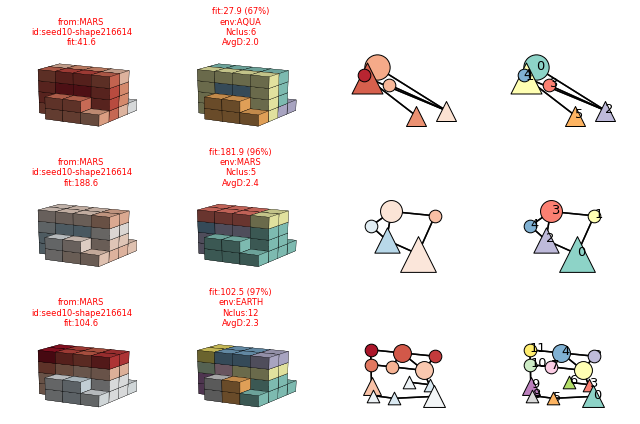 from:MARS
id:seed10-shape216614
fit:41.6
fit:27.9 (67%)
env:AQUA
Nclus:6
AvgD:2.0
0
4
3
2
5
from:MARS
id:seed10-shape216614
fit:188.6
fit:181.9 (96%)
env:MARS
Nclus:5
AvgD:2.4
3
1
4
2
0
from:MARS
id:seed10-shape216614
fit:104.6
fit:102.5 (97%)
env:EARTH
Nclus:12
AvgD:2.3
11
4
10
7
9
6
3
0
5